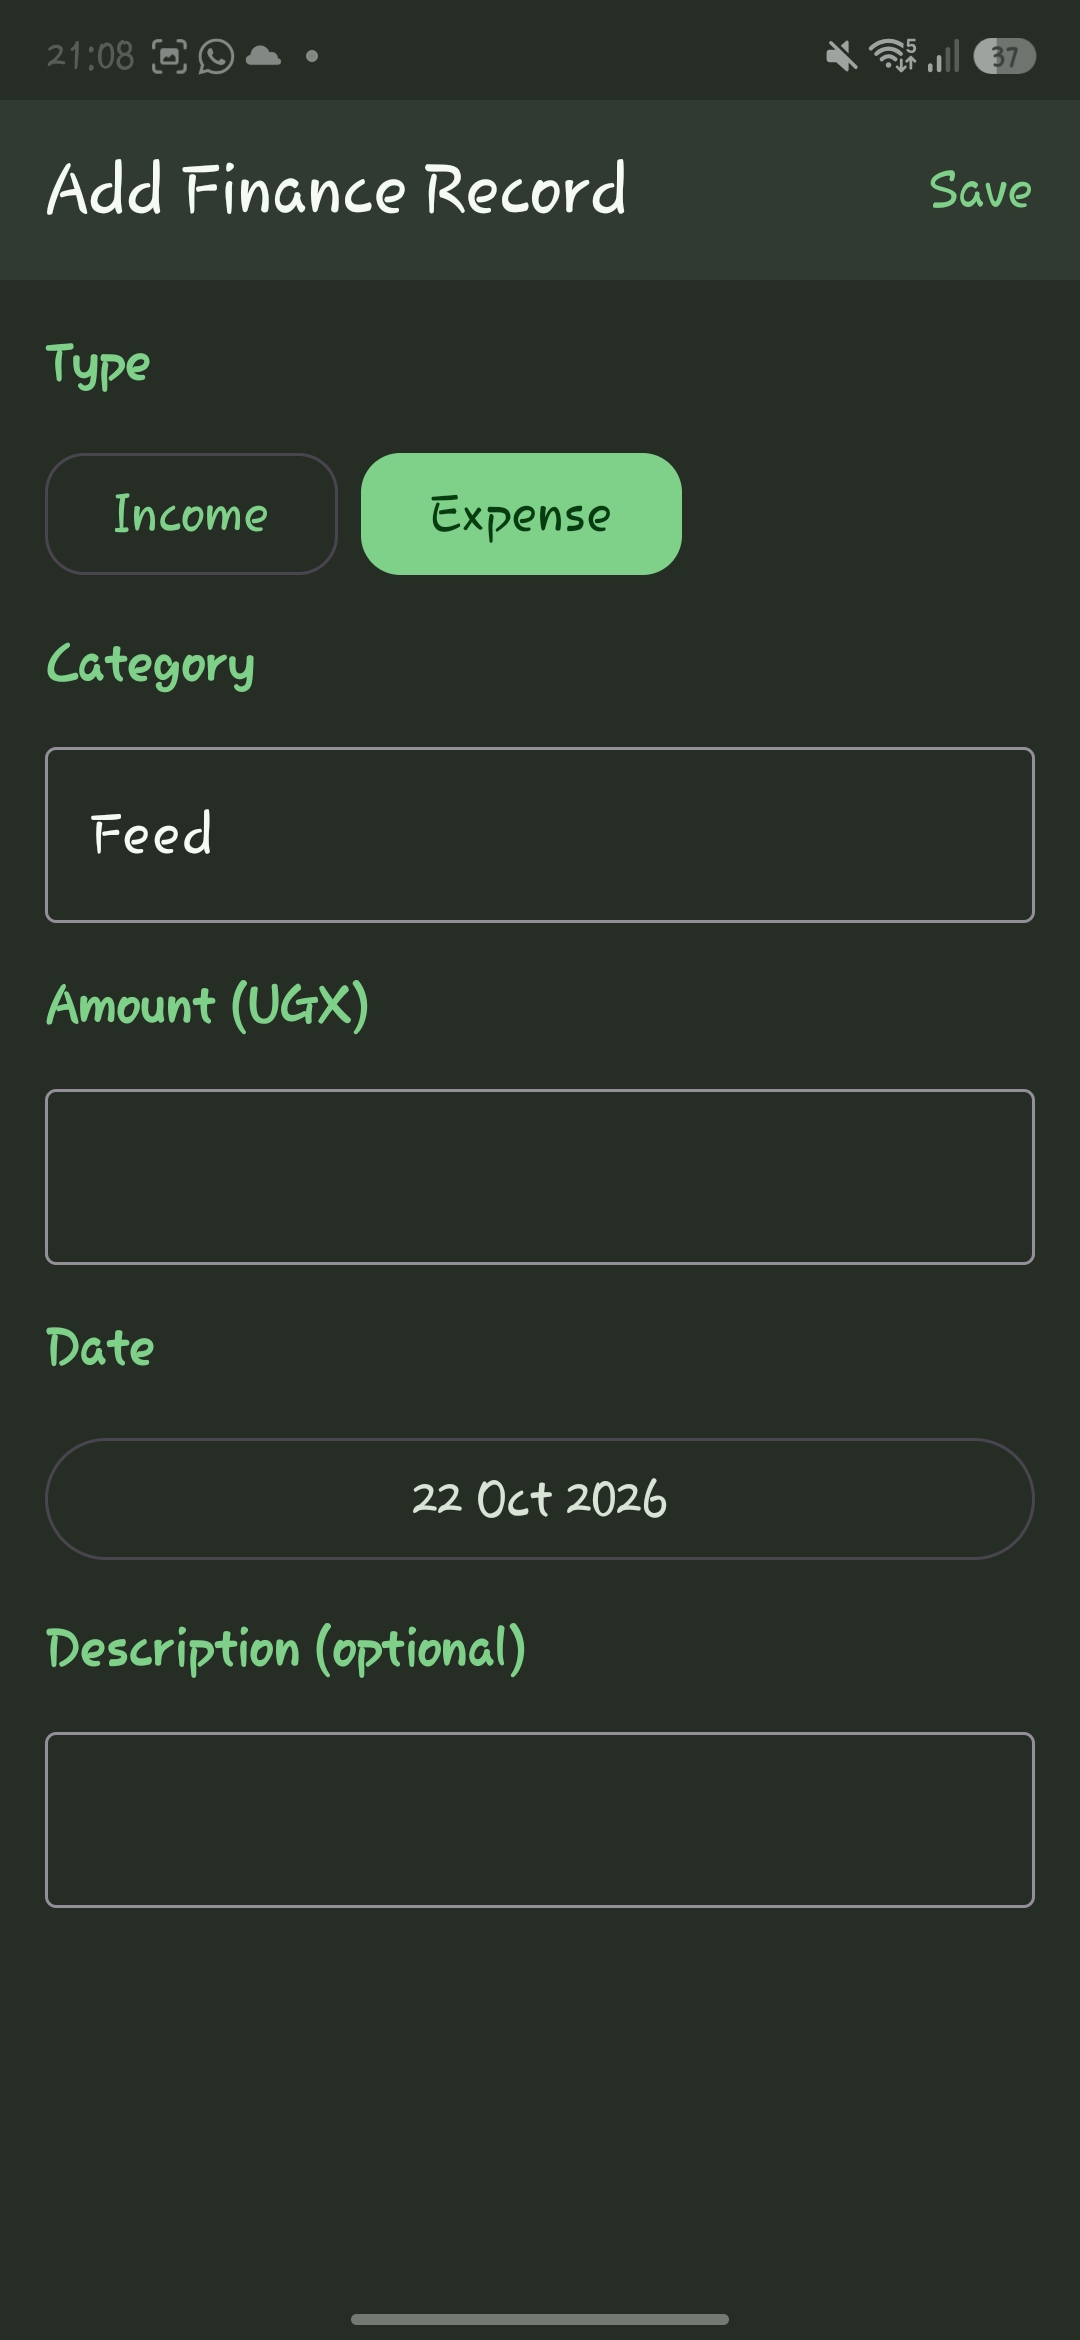 21:08 5 37
Add Finance Record Save
Type
Income Expense
Category
Feed
Amount (UGX)
Date
22 Oct 2026
Description (optional)